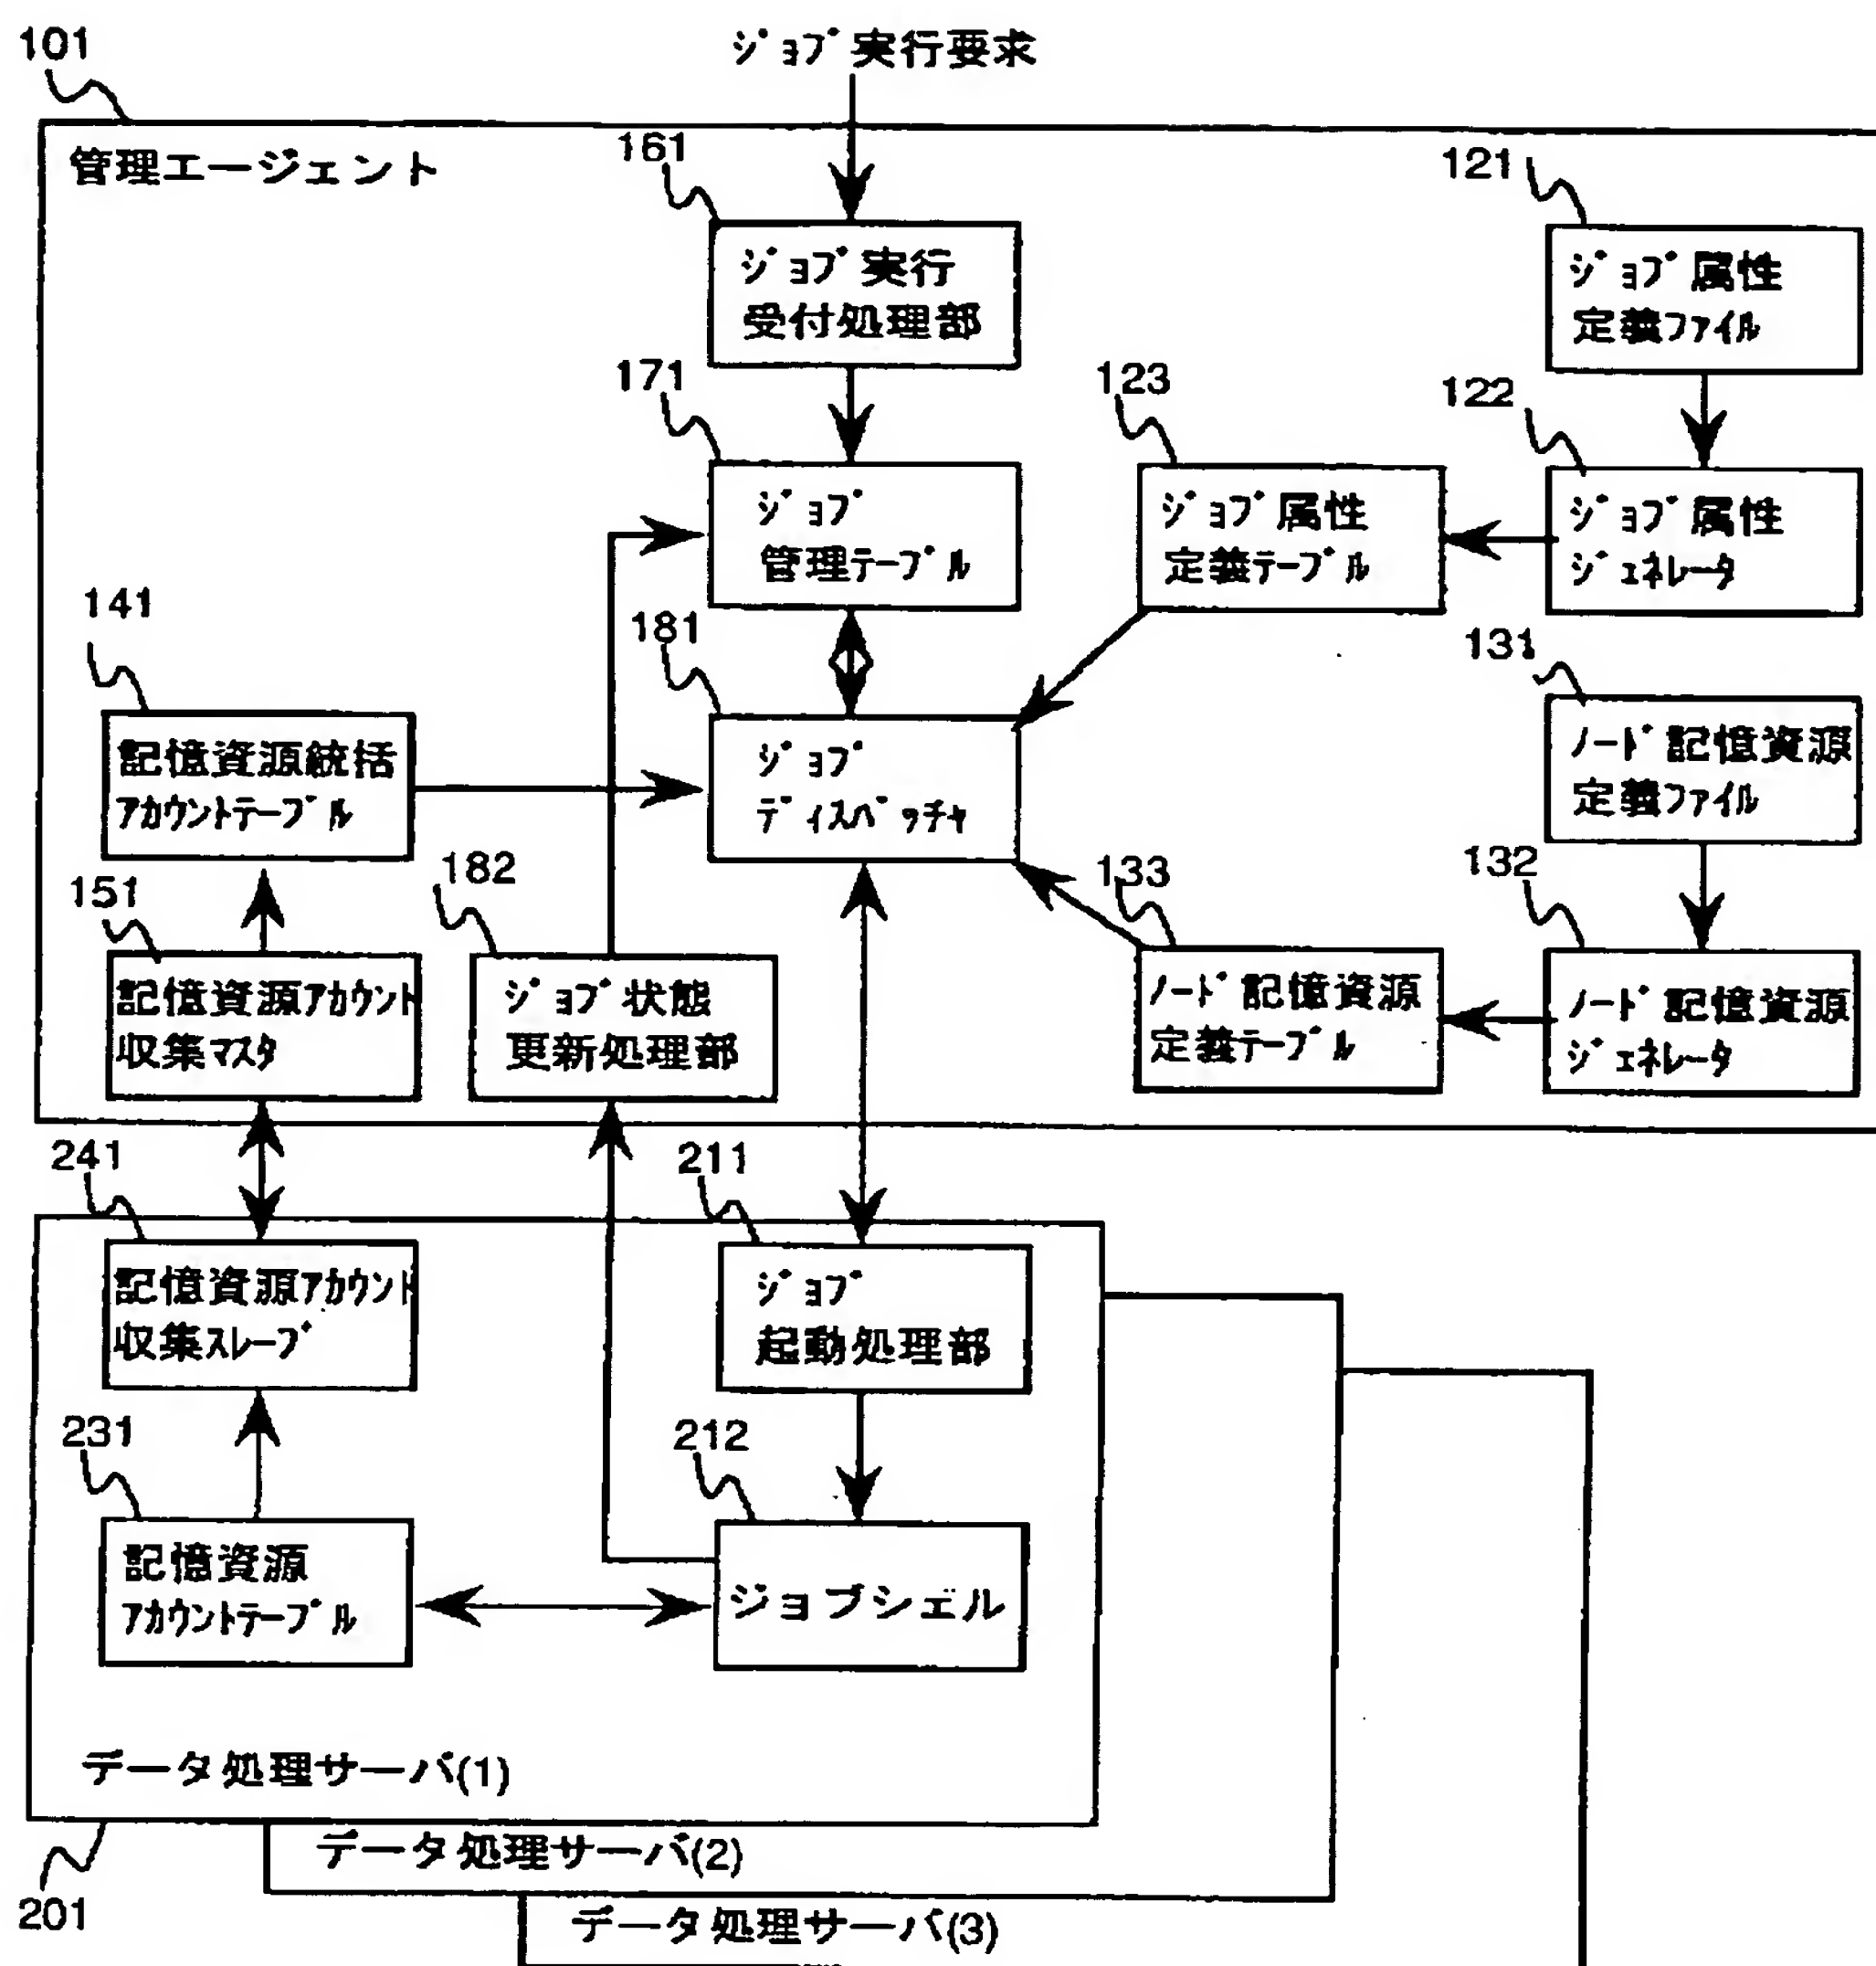 101
ジョブ実行要求
管理エージェント
161
ジョブ実行
受付処理部
121
ジョブ属性
定義ファイル
171
ジョブ
管理テーブル
123
ジョブ属性
定義テーブル
122
ジョブ属性
ジェネレータ
141
記憶資源統括
アカウントテーブル
181
ジョブ
ディスパッチャ
131
ノード記憶資源
定義ファイル
151
記憶資源アカウント
収集マスタ
182
ジョブ状態
更新処理部
133
ノード記憶資源
定義テーブル
132
ノード記憶資源
ジェネレータ
241
記憶資源アカウント
収集スレーブ
211
ジョブ
起動処理部
231
記憶資源
アカウントテーブル
212
ジョブシェル
データ処理サーバ(1)
201
データ処理サーバ(2)
データ処理サーバ(3)